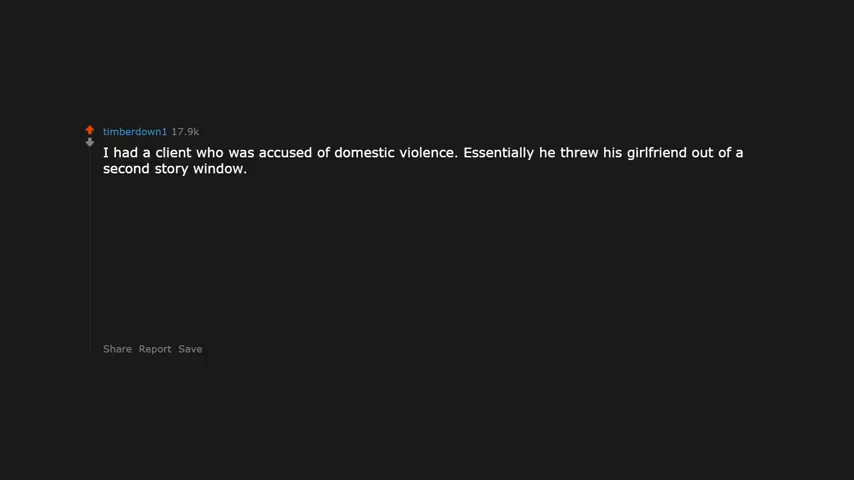 timberdown1 17.9k
I had a client who was accused of domestic violence. Essentially he threw his girlfriend out of a
second story window.
Share Report Save